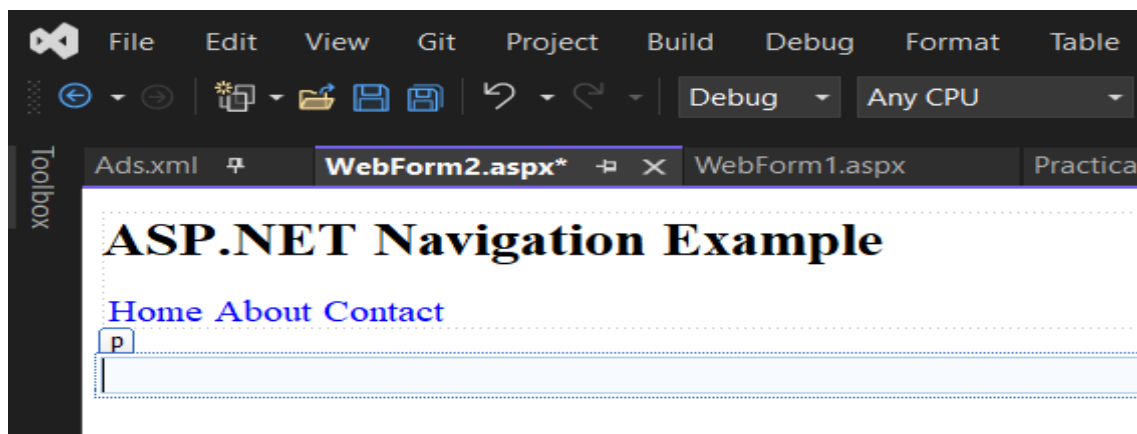 File Edit View Git Project Build Debug Format Table
Debug Any CPU
Toolbox
Ads.xml WebForm2.aspx* WebForm1.aspx Practica
ASP.NET Navigation Example
Home About Contact
p